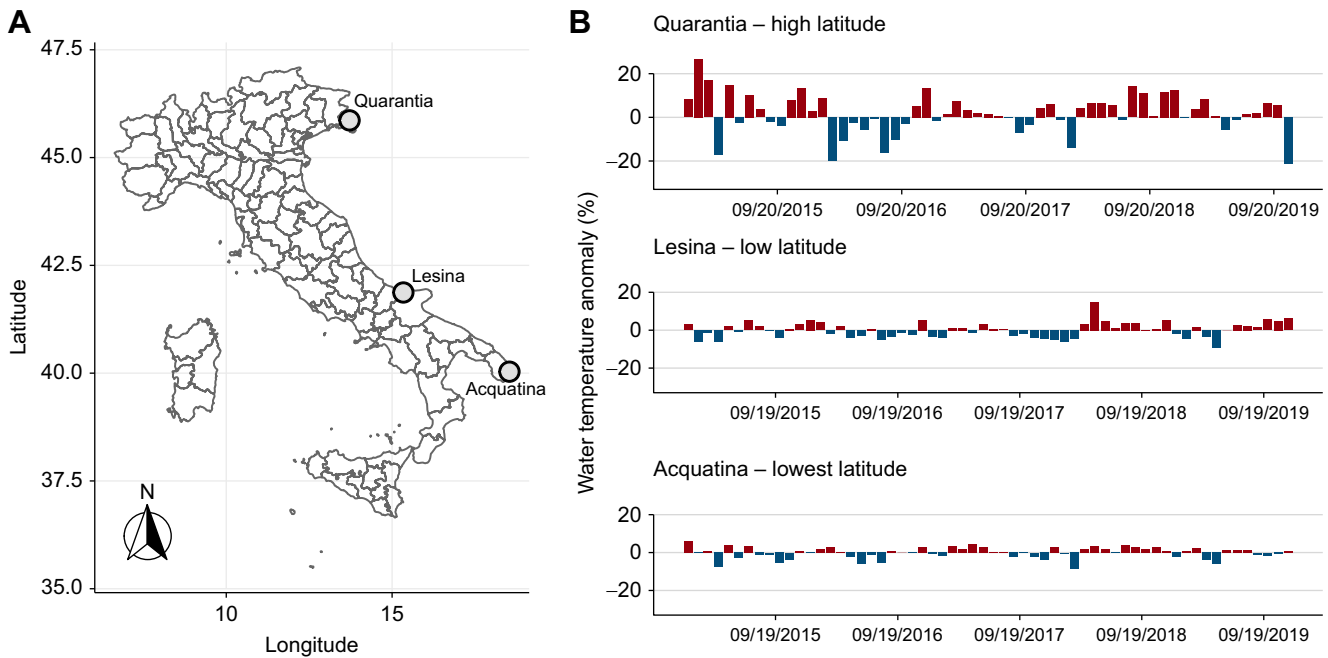 A
47.5
45.0
42.5
40.0
37.5
35.0
Latitude
Quarantia
Lesina
Acquatina
N
10
15
Longitude
B
Water temperature anomaly (%)
Quarantia – high latitude
20
0
–20
09/20/2015
09/20/2016
09/20/2017
09/20/2018
09/20/2019
Lesina – low latitude
20
0
–20
09/19/2015
09/19/2016
09/19/2017
09/19/2018
09/19/2019
Acquatina – lowest latitude
20
0
–20
09/19/2015
09/19/2016
09/19/2017
09/19/2018
09/19/2019